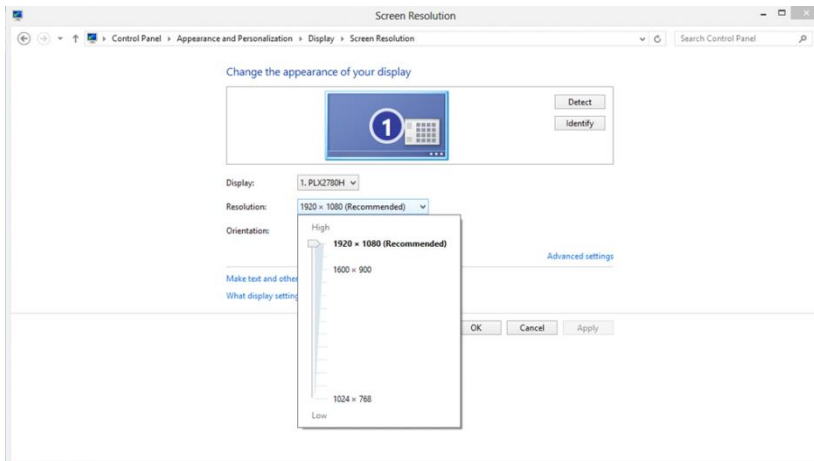 Screen Resolution
Control Panel Appearance and Personalization Display Screen Resolution
Search Control Panel
Change the appearance of your display
1
Detect
Identify
Display: 1. PLX2780H
Resolution: 1920 × 1080 (Recommended)
Orientation:
High
1920 × 1080 (Recommended)
1600 × 900
1024 × 768
Low
Advanced settings
Make text and other
What display setting
OK Cancel Apply